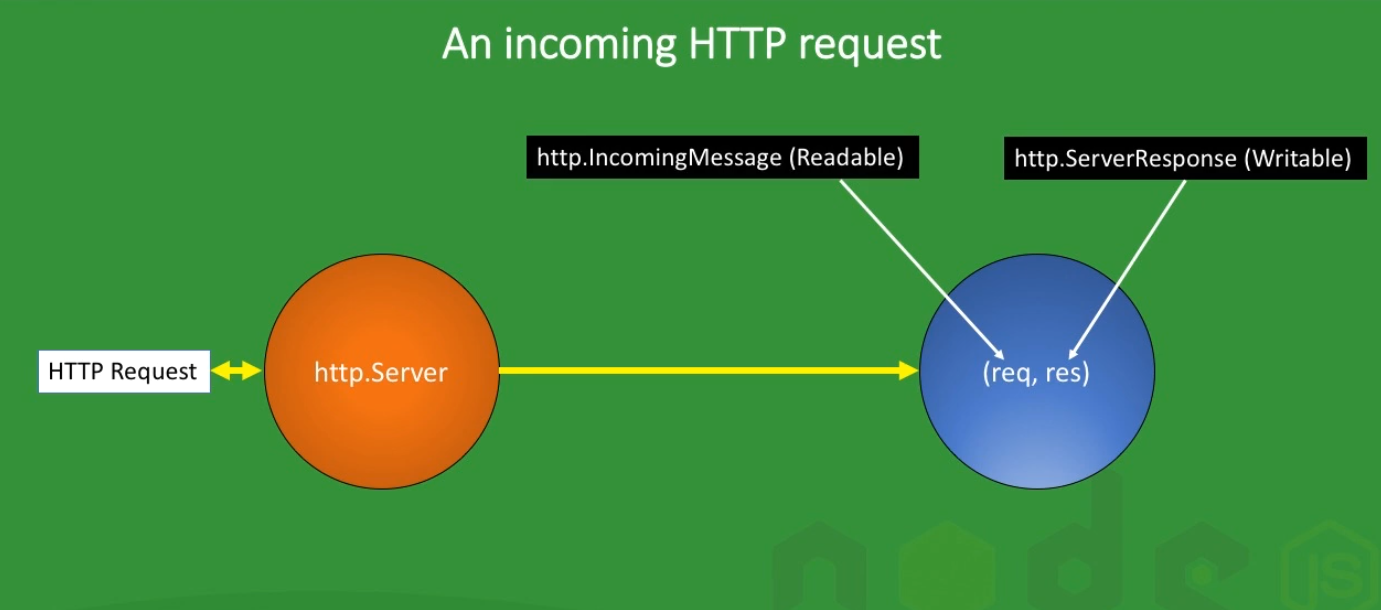 An incoming HTTP request
http.IncomingMessage (Readable)
http.ServerResponse (Writable)
HTTP Request
http.Server
(req, res)
node
JS